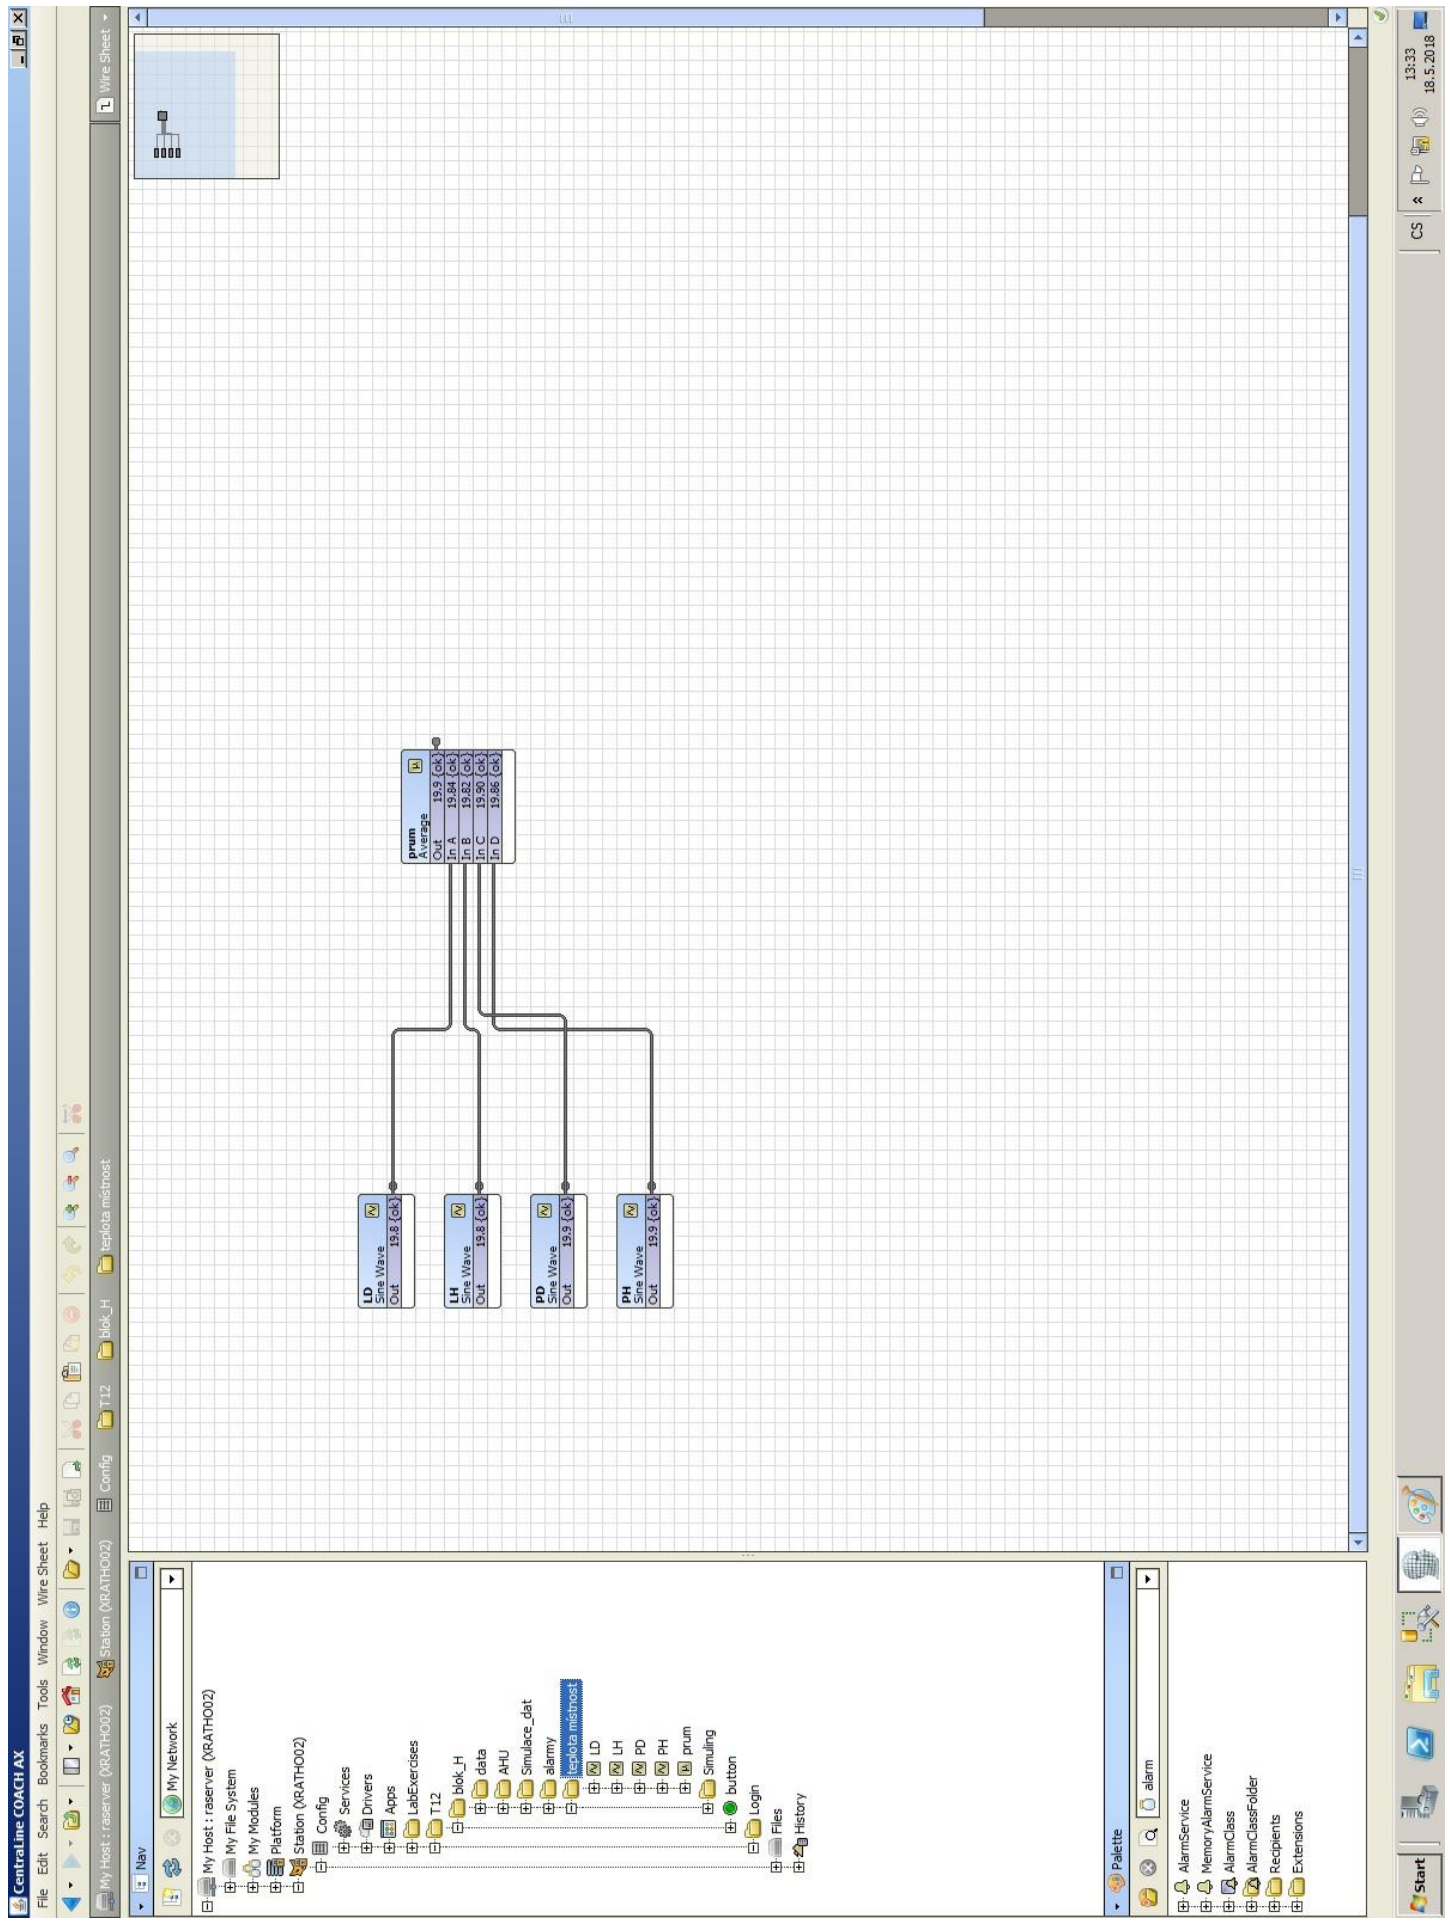 CentraLine COACH AX
File Edit Search Bookmarks Tools Window Wire Sheet Help
My Host : raserver (XRATHO02) Station (XRATHO02) Config T12 blok_H teplota místnost Wire Sheet
Nav
My Network
My Host : raserver (XRATHO02)
My File System
My Modules
Platform
Station (XRATHO02)
Config
Services
Drivers
Apps
LabExercises
T12
blok_H
data
AHU
Simulace_dat
alarmy
teplota místnost
LD
LH
PD
PH
prum
Simuling
button
Login
Files
History
Palette
alarm
AlarmService
MemoryAlarmService
AlarmClass
AlarmClassFolder
Recipients
Extensions
LD
Sine Wave
Out 19.8 {ok}
LH
Sine Wave
Out 19.8 {ok}
PD
Sine Wave
Out 19.9 {ok}
PH
Sine Wave
Out 19.9 {ok}
prum
Average
Out 19.9 {ok}
In A 19.84 {ok}
In B 19.82 {ok}
In C 19.90 {ok}
In D 19.86 {ok}
Start
CS
13:33
18.5.2018